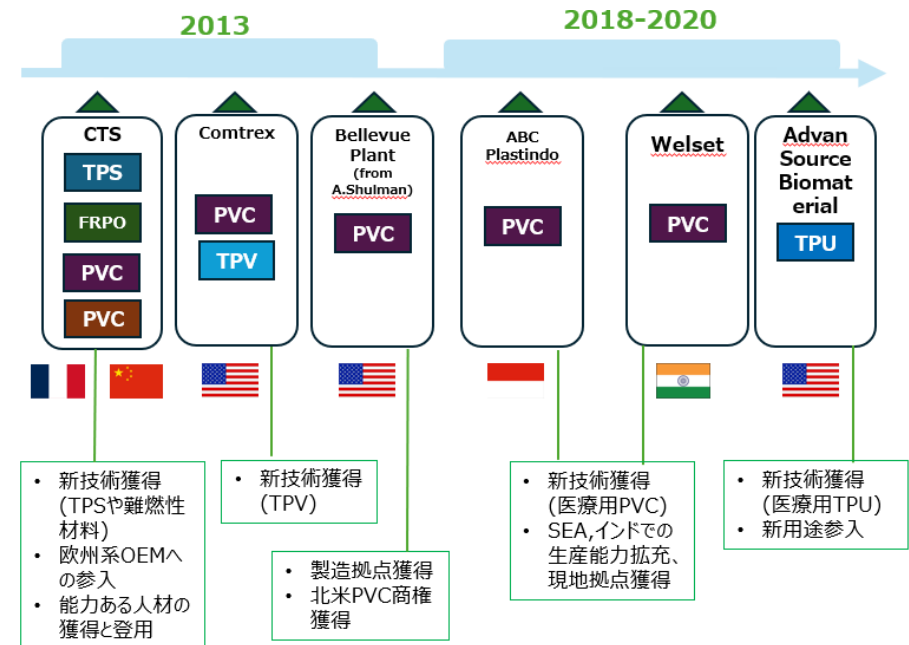 2013
2018-2020
CTS
TPS
FRPO
PVC
PVC
Comtrex
PVC
TPV
Bellevue
Plant
(from
A.Shulman)
PVC
ABC
Plastindo
PVC
Welset
PVC
Advan
Source
Biomat
erial
TPU
• 新技術獲得
(TPSや難燃性
材料)
• 欧州系OEMへ
の参入
• 能力ある人材の
獲得と登用
• 新技術獲得
(TPV)
• 製造拠点獲得
• 北米PVC商権
獲得
• 新技術獲得
(医療用PVC)
• SEA,インドでの
生産能力拡充、
現地拠点獲得
• 新技術獲得
(医療用TPU)
• 新用途参入